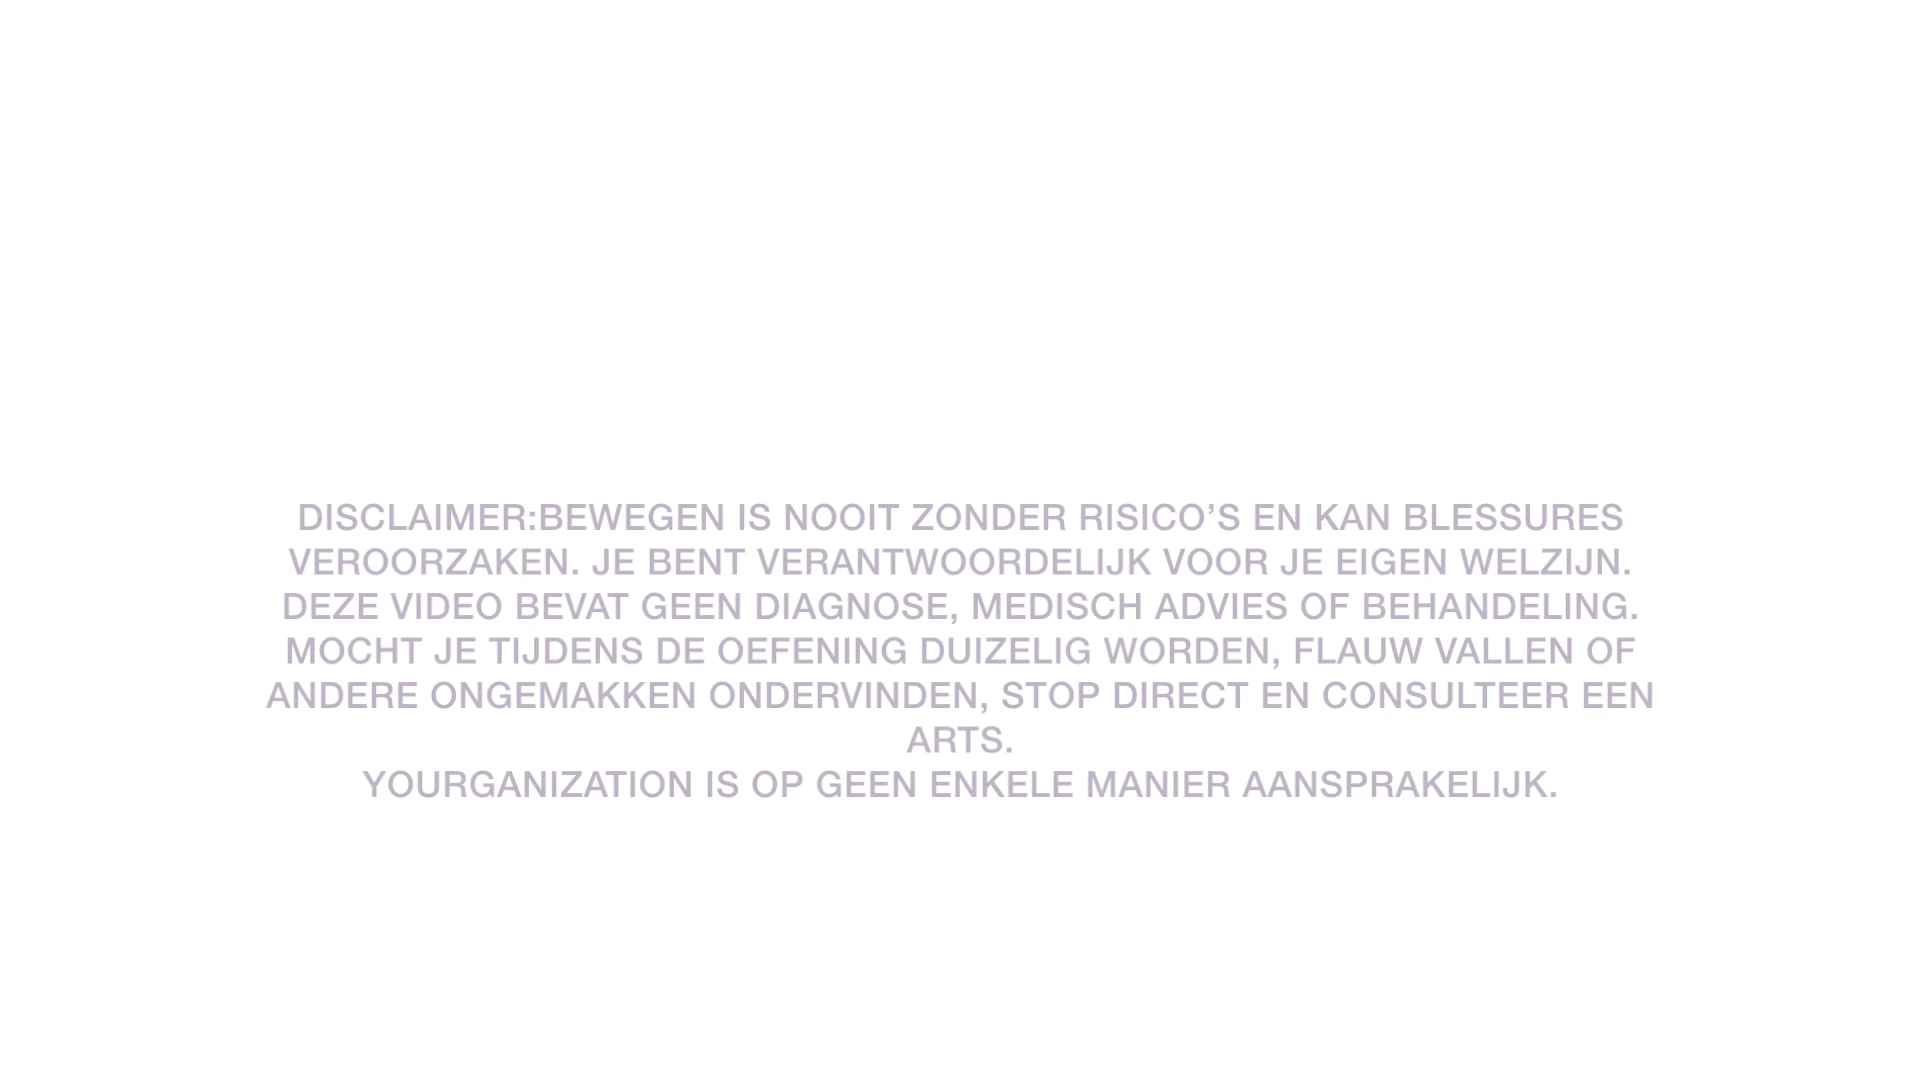 DISCLAIMER:BEWEGEN IS NOOIT ZONDER RISICO’S EN KAN BLESSURES
VEROORZAKEN. JE BENT VERANTWOORDELIJK VOOR JE EIGEN WELZIJN.
DEZE VIDEO BEVAT GEEN DIAGNOSE, MEDISCH ADVIES OF BEHANDELING.
MOCHT JE TIJDENS DE OEFENING DUIZELIG WORDEN, FLAUW VALLEN OF
ANDERE ONGEMAKKEN ONDERVINDEN, STOP DIRECT EN CONSULTEER EEN
ARTS.
YOURGANIZATION IS OP GEEN ENKELE MANIER AANSPRAKELIJK.